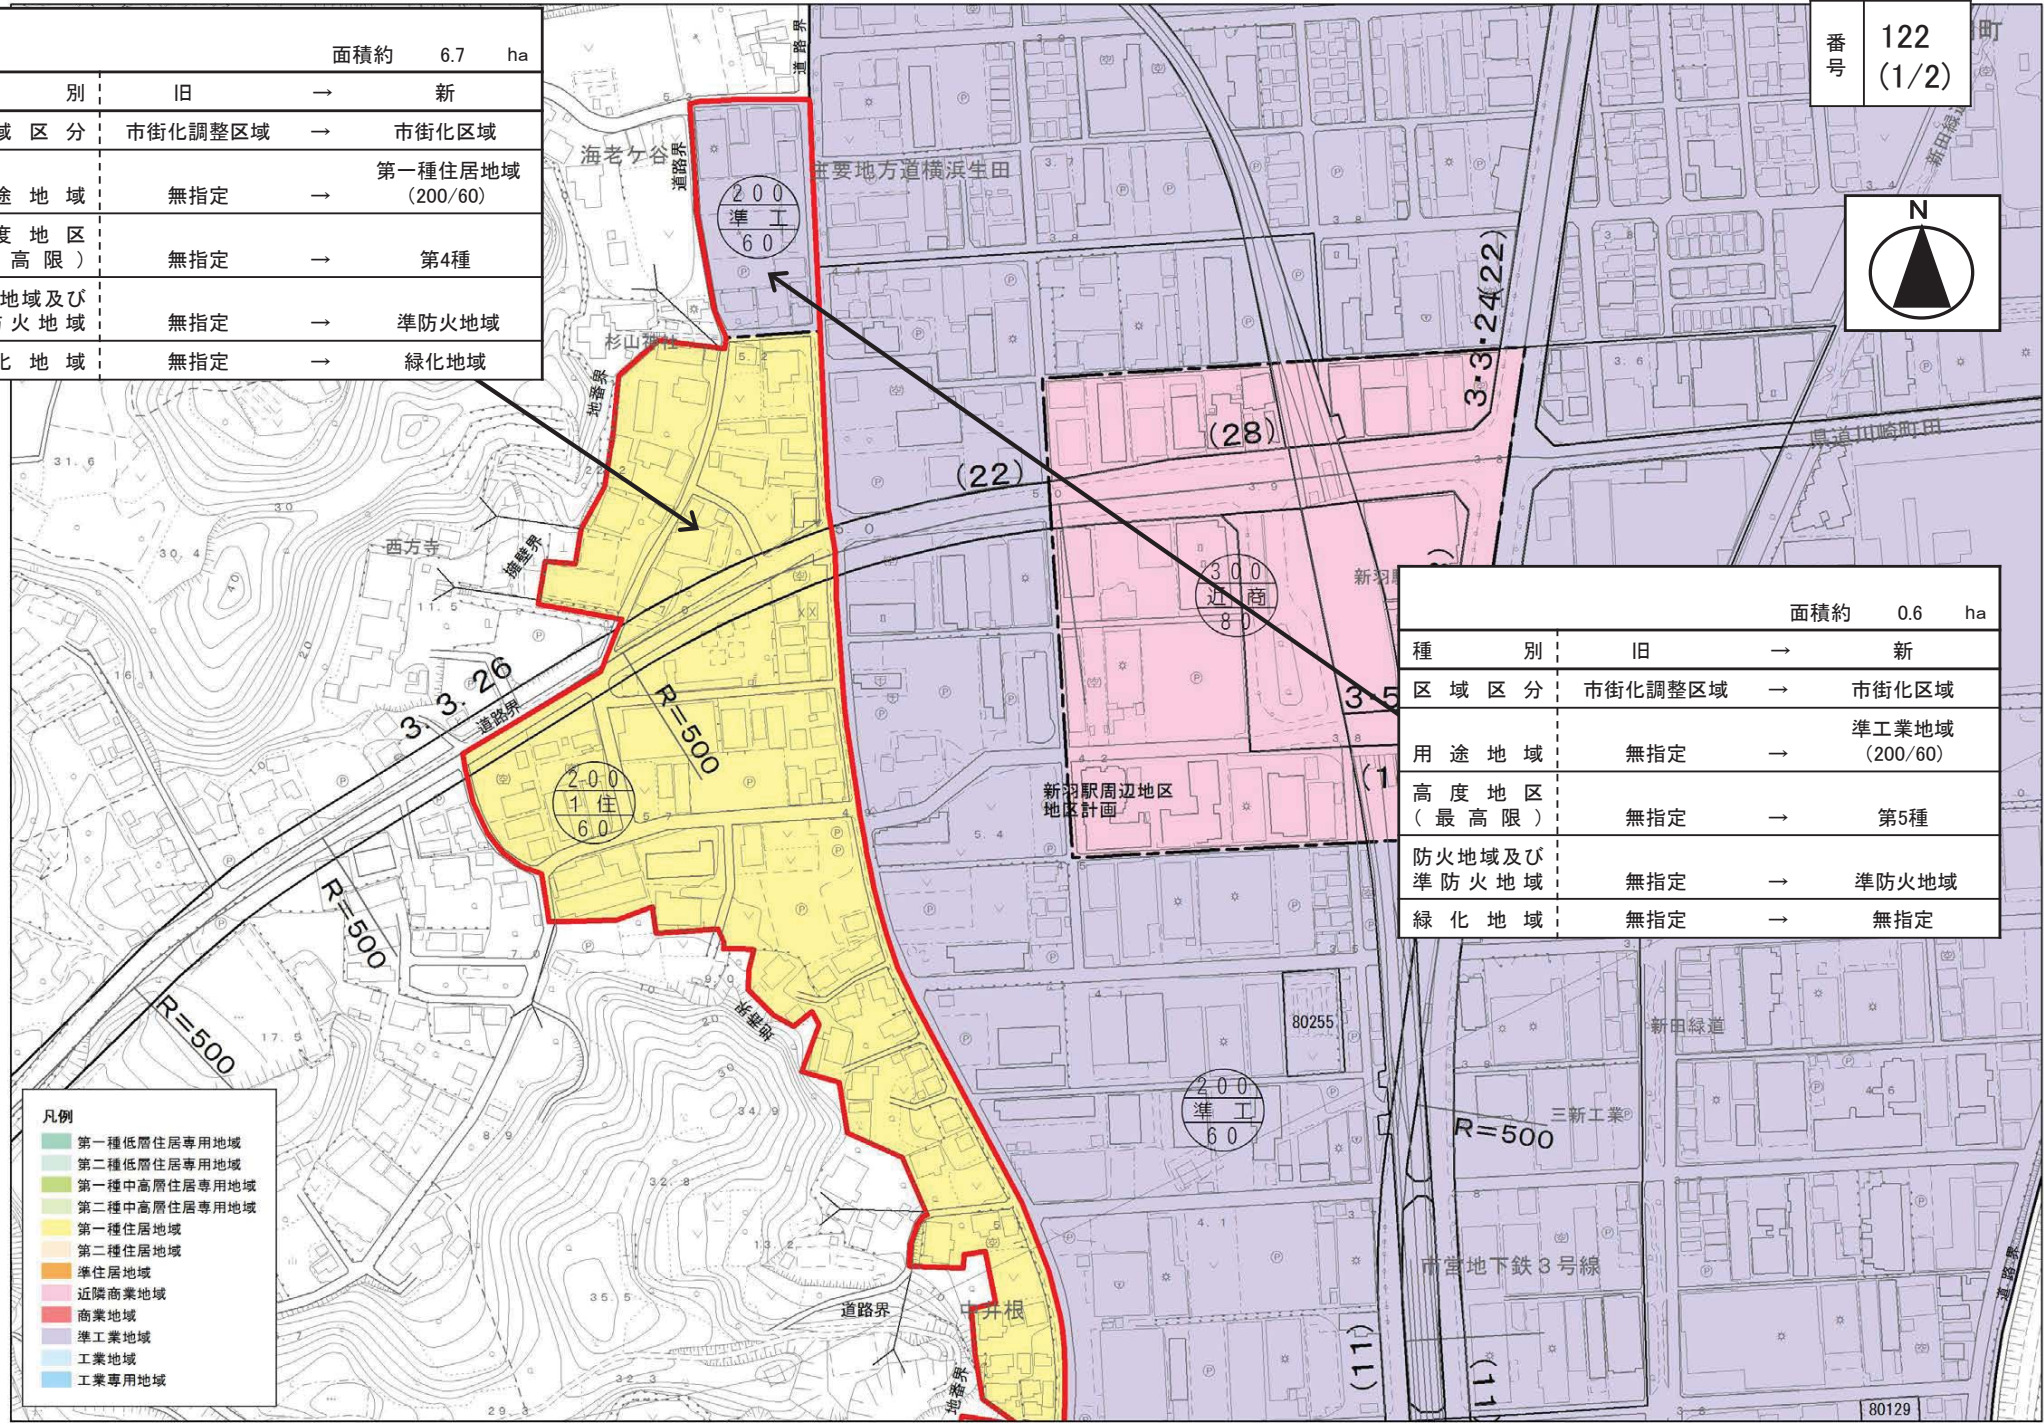 面積約 6.7 ha
別 旧 → 新
域 区 分 市街化調整区域 → 市街化区域
途 地 域 無指定 → 第一種住居地域
(200/60)
度 地 区
高 限 ） 無指定 → 第4種
地域及び
火 地 域 無指定 → 準防火地域
化 地 域 無指定 → 緑化地域
番号
122
(1/2)
N
道路界
海老ケ谷
道路界
主要地方道横浜生田
200
準工
60
杉山神社
地番界
西方寺
擁壁界
3・3・24(22)
(28)
(22)
県道川崎町田
300
近商
80
3.3.26
道路界
R=500
200
1住
60
新羽駅周辺地区
地区計画
R=500
R=500
地番界
80255
200
準工
60
新田緑道
三新工業
R=500
市営地下鉄3号線
道路界
中井根
地番界
(11)
道路界
80129
面積約 0.6 ha
種 別 旧 → 新
区 域 区 分 市街化調整区域 → 市街化区域
用 途 地 域 無指定 → 準工業地域
(200/60)
高 度 地 区
（ 最 高 限 ） 無指定 → 第5種
防火地域及び
準 防 火 地 域 無指定 → 準防火地域
緑 化 地 域 無指定 → 無指定
凡例
第一種低層住居専用地域
第二種低層住居専用地域
第一種中高層住居専用地域
第二種中高層住居専用地域
第一種住居地域
第二種住居地域
準住居地域
近隣商業地域
商業地域
準工業地域
工業地域
工業専用地域